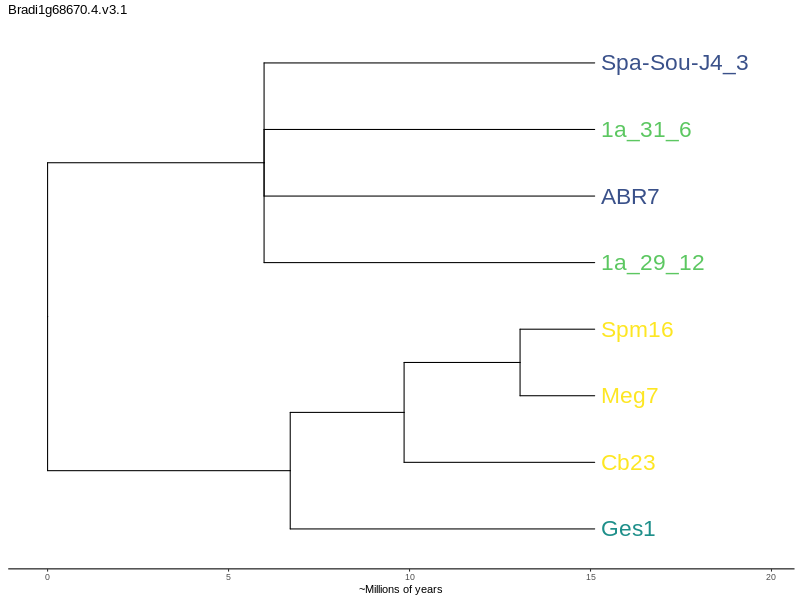 Bradi1g68670.4.v3.1
Spa-Sou-J4_3
1a_31_6
ABR7
1a_29_12
Spm16
Meg7
Cb23
Ges1
0 5 10 15 20
~Millions of years